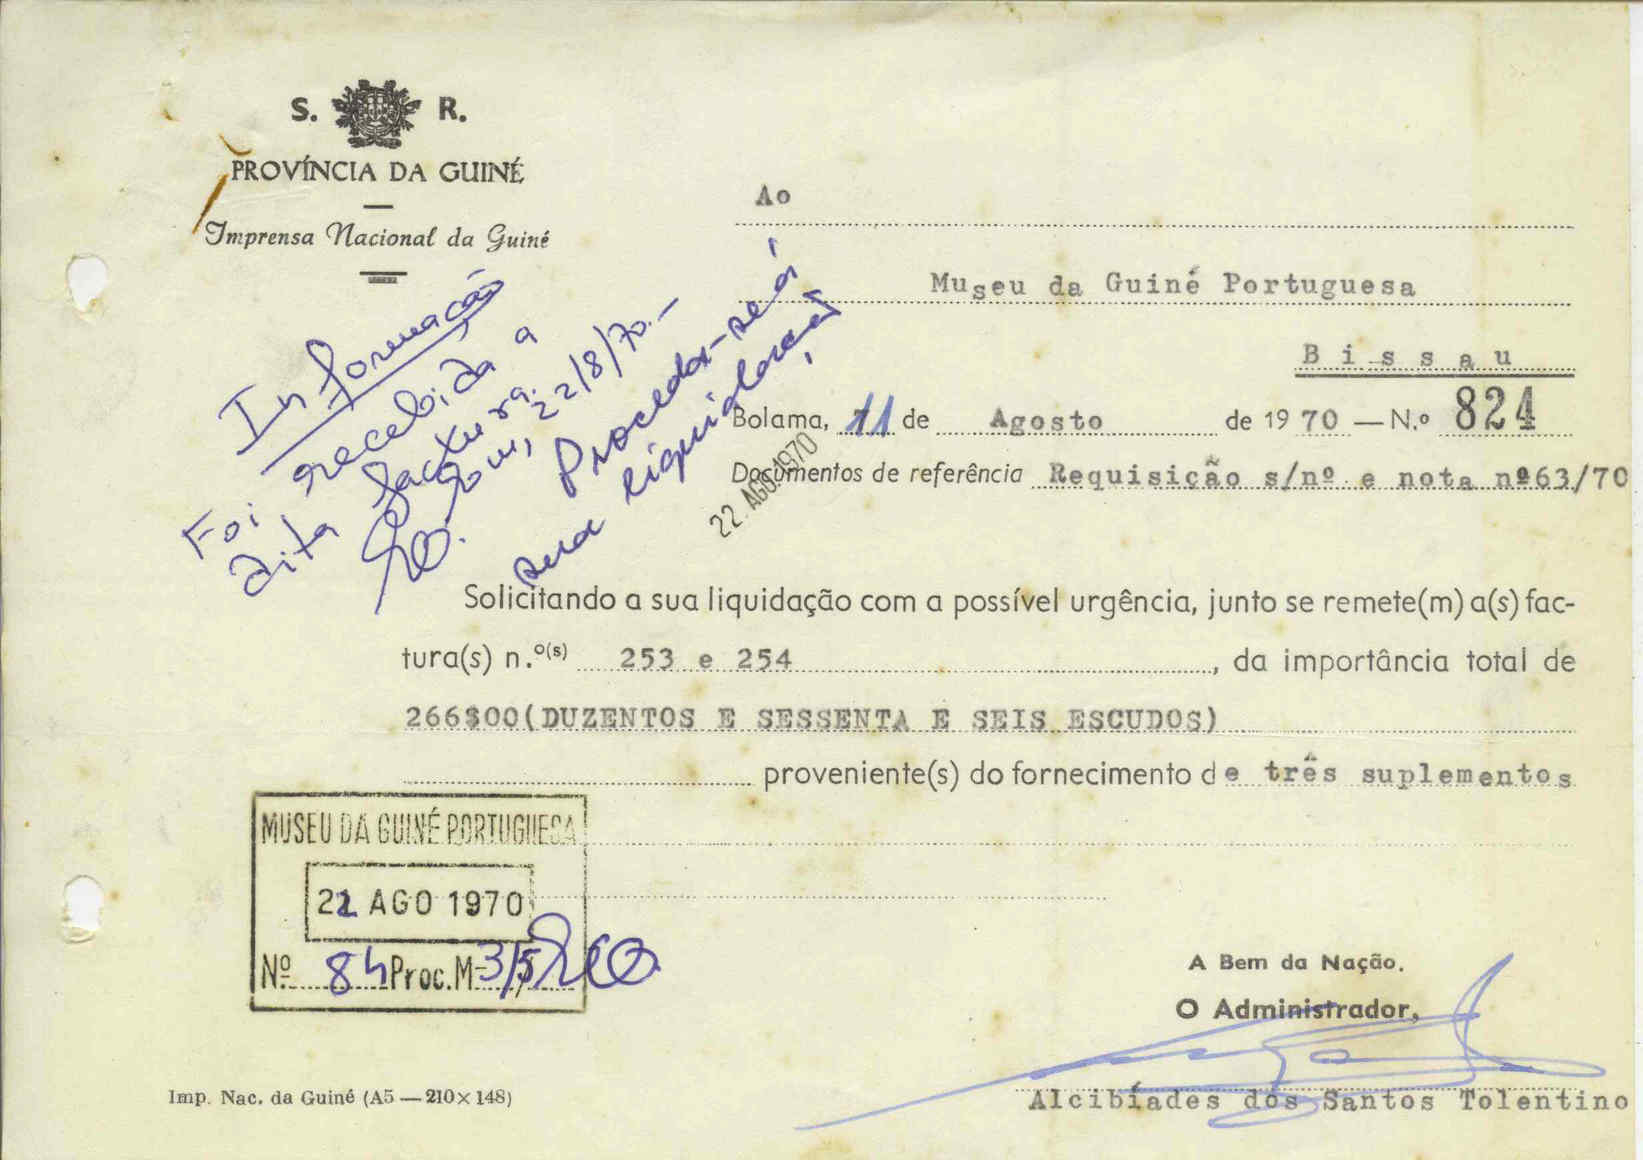 S. R.
PROVÍNCIA DA GUINÉ
Imprensa Nacional da Guiné
Ao
Museu da Guiné Portuguesa
Bissau
Bolama, 11 de Agosto de 1970 — N.º 824
Documentos de referência Requisição s/nº e nota nº63/70
22. AGO. 1970
Informação
Foi recebida a
dita factura.
22/8/70.—
Proceda-se à
sua liquidação
Solicitando a sua liquidação com a possível urgência, junto se remete(m) a(s) fac-
tura(s) n.º(s) 253 e 254, da importância total de
266$00(DUZENTOS E SESSENTA E SEIS ESCUDOS)
proveniente(s) do fornecimento de três suplementos
MUSEU DA GUINÉ PORTUGUESA
22 AGO 1970
Nº 84 Proc. M-3/5
A Bem da Nação.
O Administrador,
Alcibíades dos Santos Tolentino
Imp. Nac. da Guiné (A5 — 210×148)